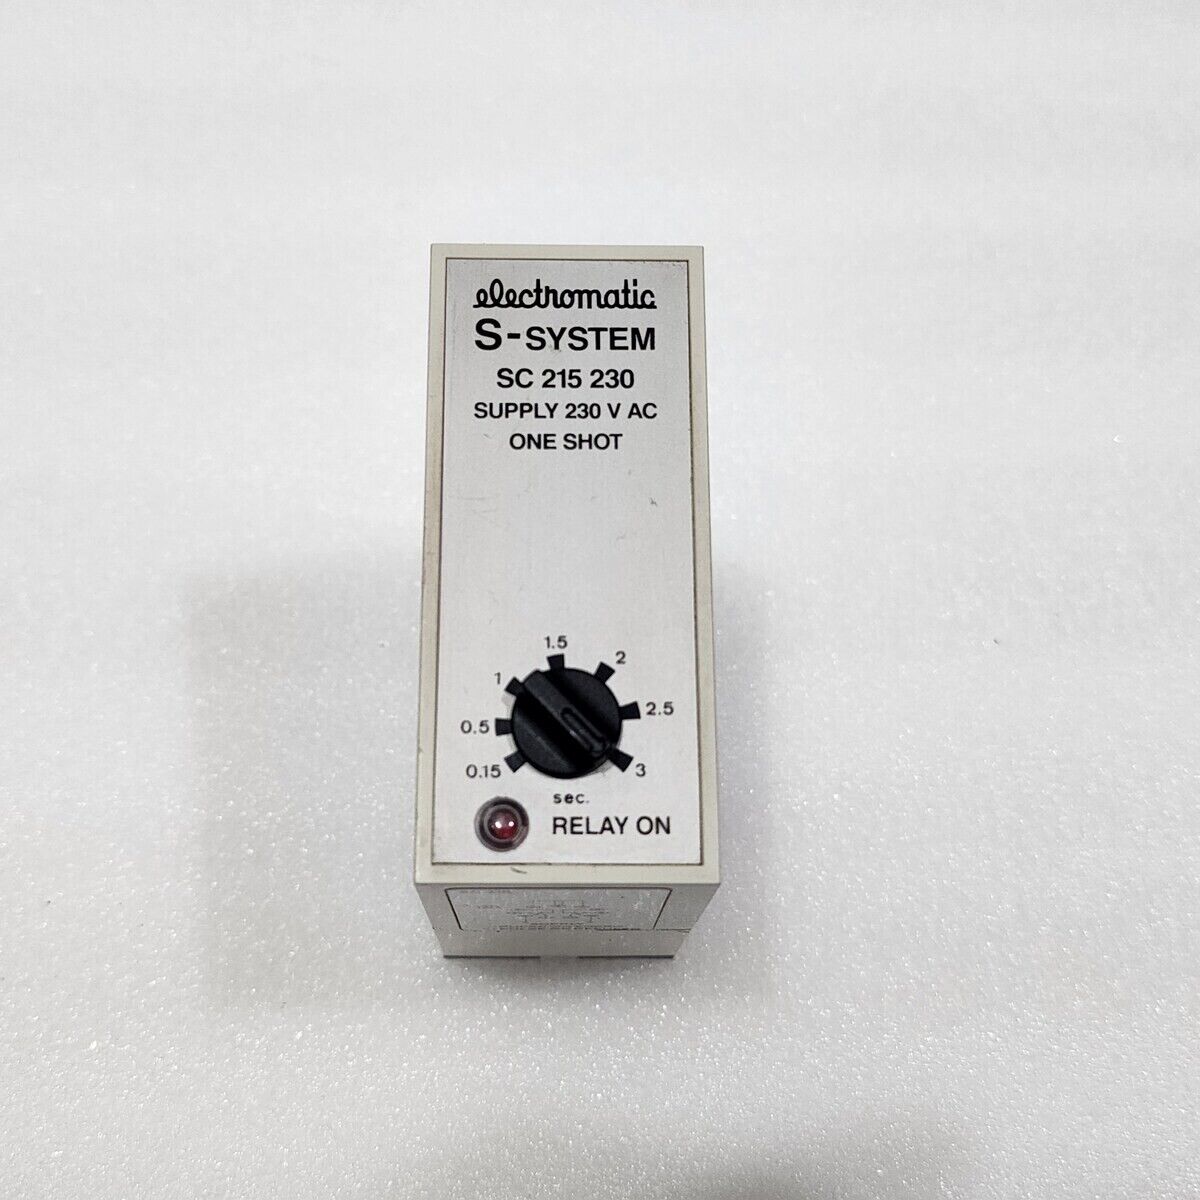 electromatic
S-SYSTEM
SC 215 230
SUPPLY 230 V AC
ONE SHOT
1.5
1 2
0.5 2.5
0.15 3
sec.
RELAY ON